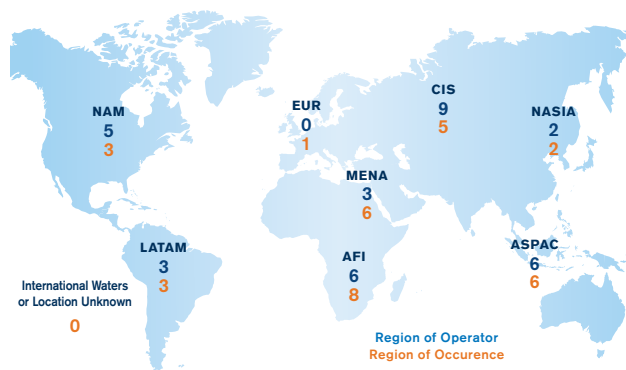 NAM
5
3
EUR
0
1
CIS
9
5
NASIA
2
2
MENA
3
6
LATAM
3
3
AFI
6
8
ASPAC
6
6
International Waters
or Location Unknown
0
Region of Operator
Region of Occurence